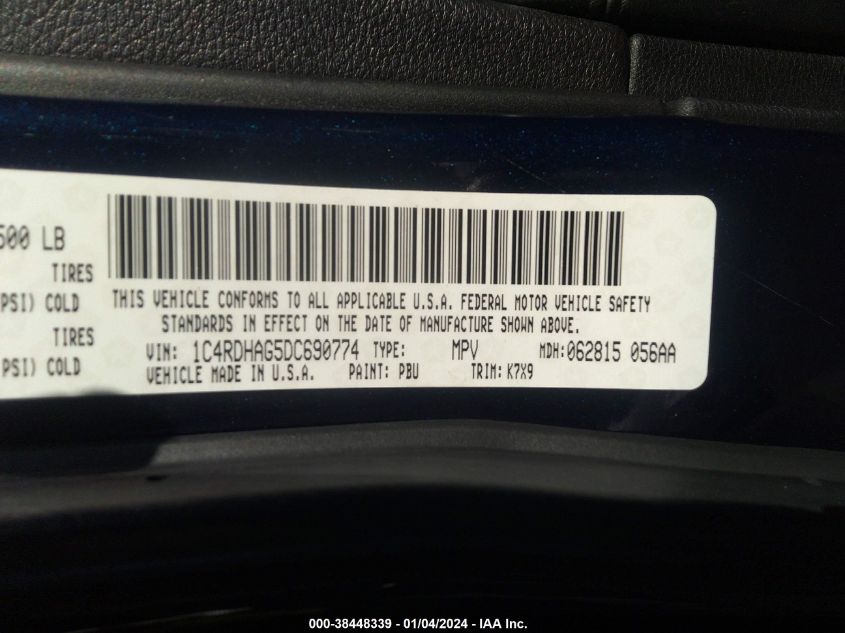 500 LB
TIRES
PSI) COLD
TIRES
PSI) COLD
THIS VEHICLE CONFORMS TO ALL APPLICABLE U.S.A. FEDERAL MOTOR VEHICLE SAFETY
STANDARDS IN EFFECT ON THE DATE OF MANUFACTURE SHOWN ABOVE.
VIN: 1C4RDHAG5DC690774 TYPE: MPV MDH:062815 056AA
VEHICLE MADE IN U.S.A. PAINT: PBU TRIM: K7X9
000-38448339 - 01/04/2024 - IAA Inc.